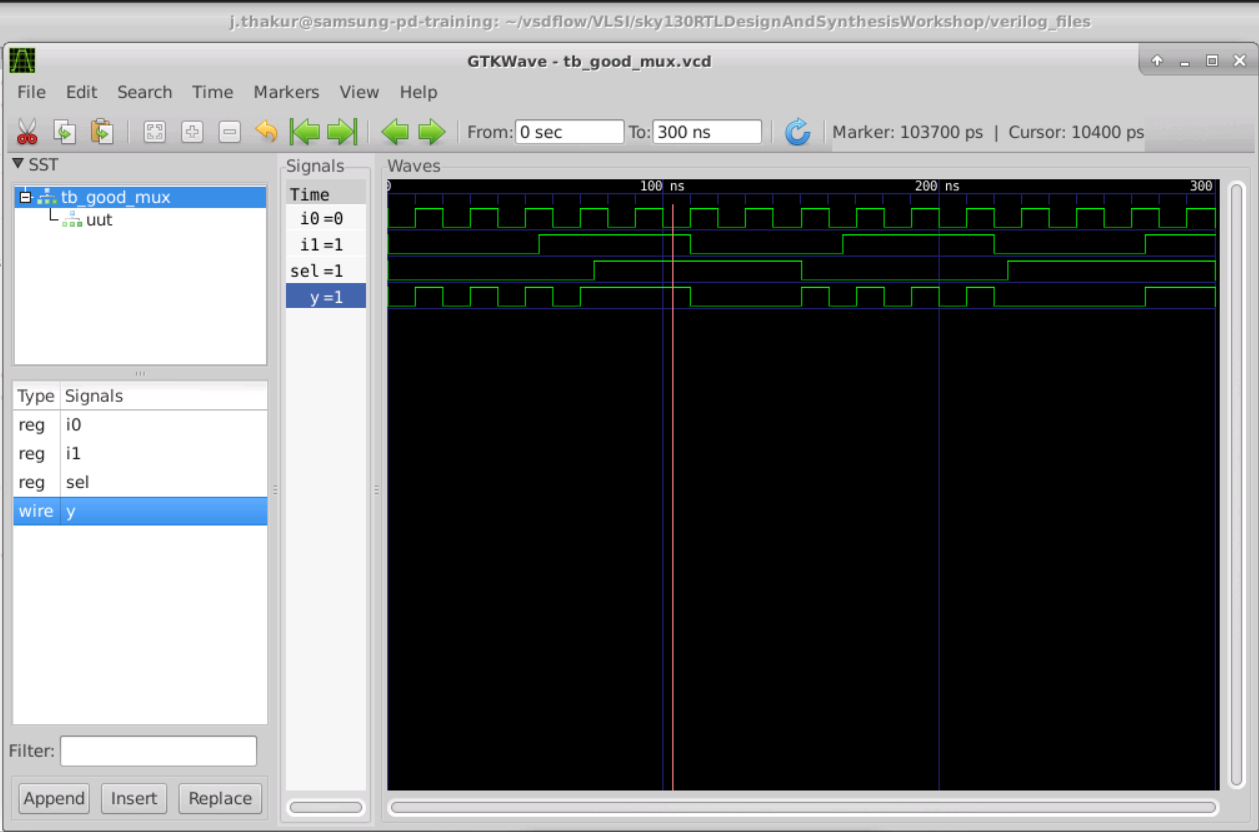 j.thakur@samsung-pd-training: ~/vsdflow/VLSI/sky130RTLDesignAndSynthesisWorkshop/verilog_files
GTKWave - tb_good_mux.vcd
File Edit Search Time Markers View Help
From: 0 sec To: 300 ns Marker: 103700 ps | Cursor: 10400 ps
SST
tb_good_mux
uut
Type Signals
reg i0
reg i1
reg sel
wire y
Filter:
Append Insert Replace
Signals
Time
i0 =0
i1 =1
sel =1
y =1
Waves
0 100 ns 200 ns 300